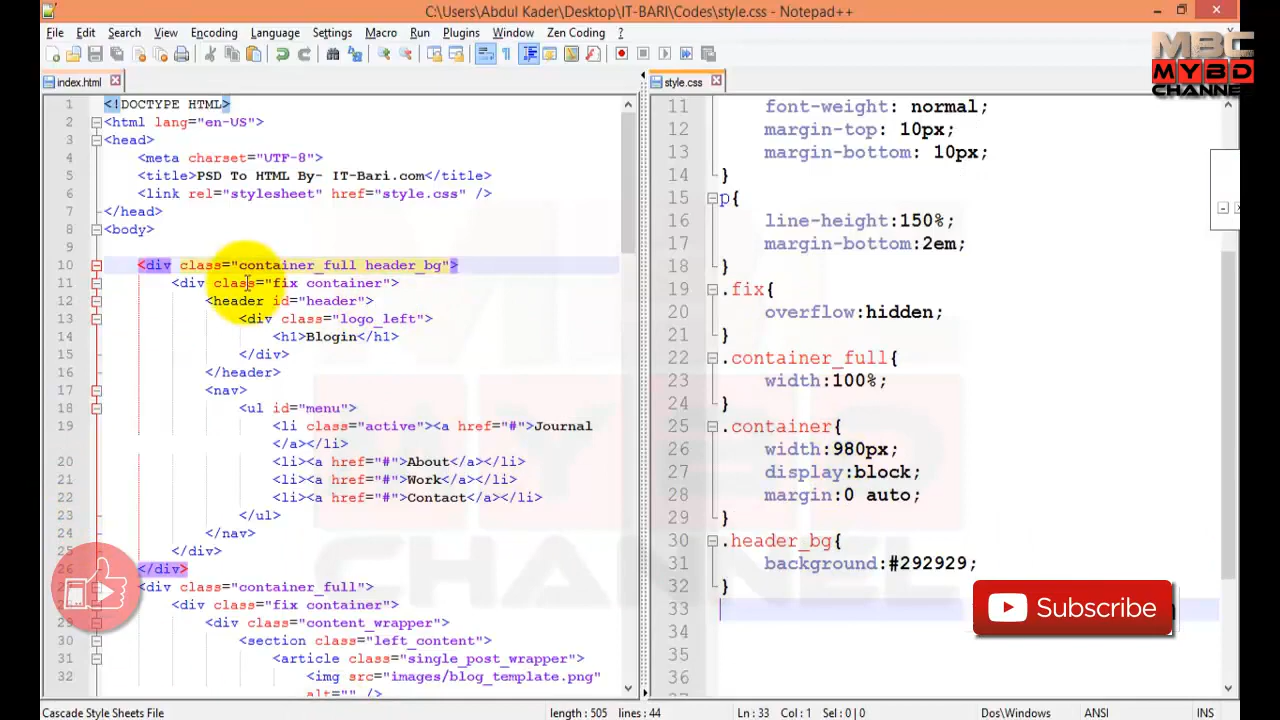 C:\Users\Abdul Kader\Desktop\IT-BARI\Codes\style.css - Notepad++
File Edit Search View Encoding Language Settings Macro Run Plugins Window Zen Coding ?
MBC
MYBD
CHANNEL
index.html
1 <!DOCTYPE HTML>
2 <html lang="en-US">
3 <head>
4 <meta charset="UTF-8">
5 <title>PSD To HTML By- IT-Bari.com</title>
6 <link rel="stylesheet" href="style.css" />
7 </head>
8 <body>
9
10 <div class="container_full header_bg">
11 <div class="fix container">
12 <header id="header">
13 <div class="logo_left">
14 <h1>Blogin</h1>
15 </div>
16 </header>
17 <nav>
18 <ul id="menu">
19 <li class="active"><a href="#">Journal
</a></li>
20 <li><a href="#">About</a></li>
21 <li><a href="#">Work</a></li>
22 <li><a href="#">Contact</a></li>
23 </ul>
24 </nav>
25 </div>
26 </div>
<div class="container_full">
28 <div class="fix container">
29 <div class="content_wrapper">
30 <section class="left_content">
31 <article class="single_post_wrapper">
32 <img src="images/blog_template.png"
alt="" />
style.css
11 font-weight: normal;
12 margin-top: 10px;
13 margin-bottom: 10px;
14 }
15 p{
16 line-height:150%;
17 margin-bottom:2em;
18 }
19 .fix{
20 overflow:hidden;
21 }
22 .container_full{
23 width:100%;
24 }
25 .container{
26 width:980px;
27 display:block;
28 margin:0 auto;
29 }
30 .header_bg{
31 background:#292929;
32 }
33
34
35
36
37
Subscribe
MYBD
CHANNEL
Cascade Style Sheets File length : 505 lines : 44 Ln : 33 Col : 1 Sel : 0 | 0 Dos\Windows ANSI INS